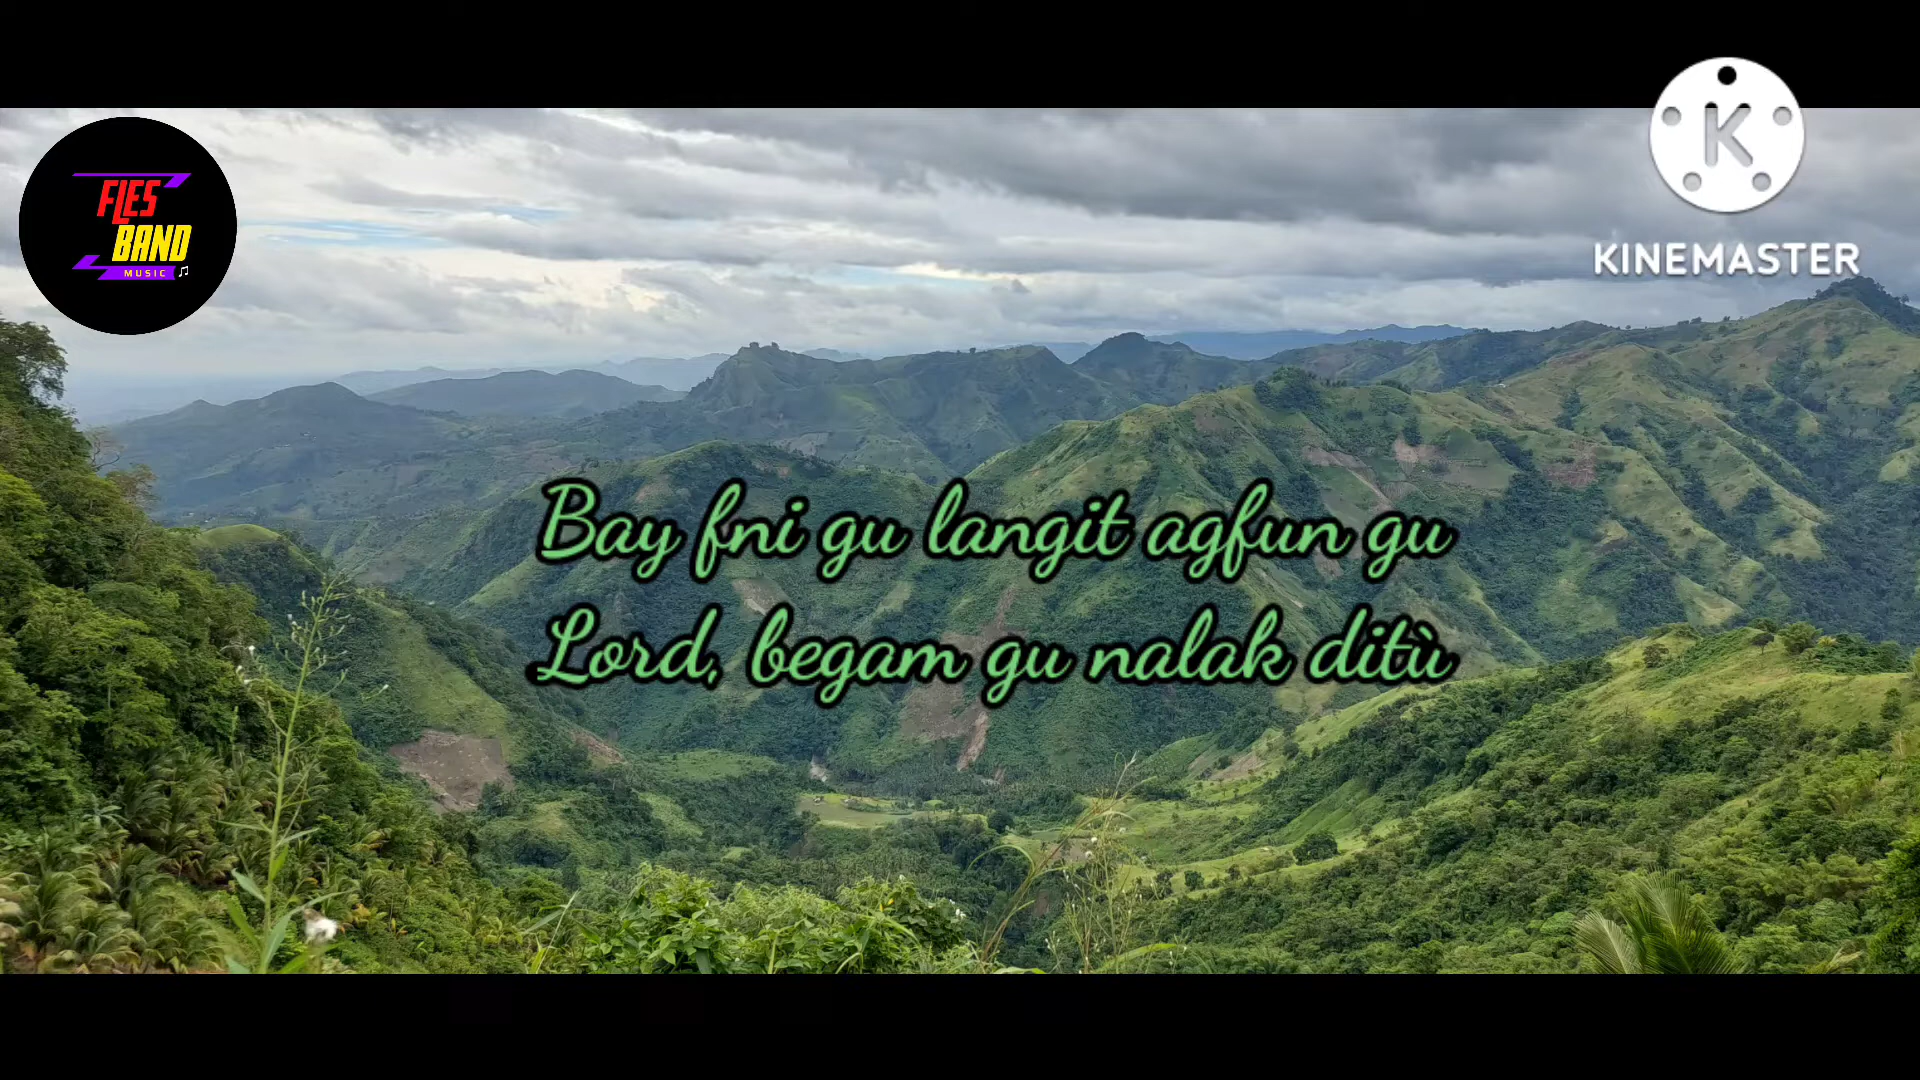 FLES
BAND
MUSIC
KINEMASTER
Bay fni gu langit agfun gu
Lord, begam gu nalak ditù